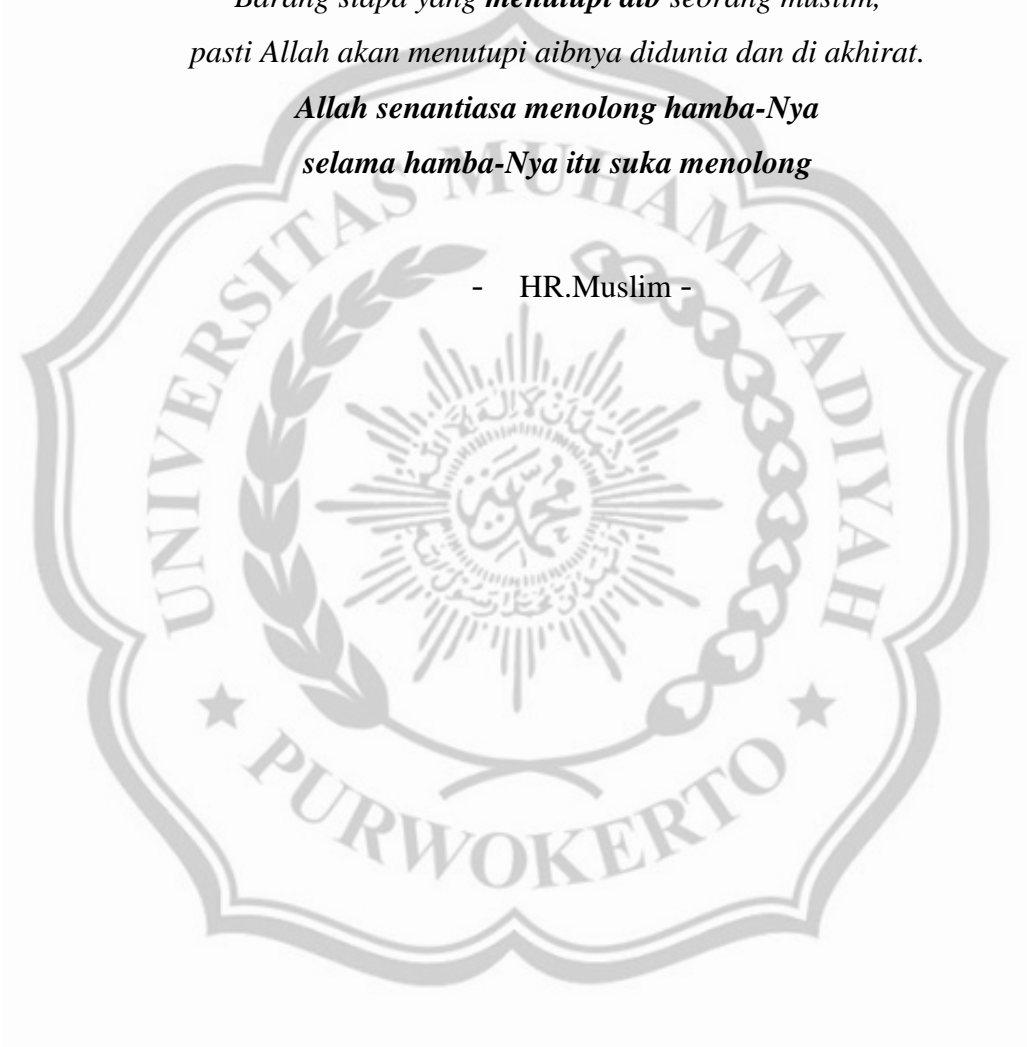 Barang siapa yang menutupi aib seorang muslim,
pasti Allah akan menutupi aibnya didunia dan di akhirat.
Allah senantiasa menolong hamba-Nya
selama hamba-Nya itu suka menolong
- HR.Muslim -
UNIVERSITAS MUHAMMADIYAH
محمدية
PURWOKERTO